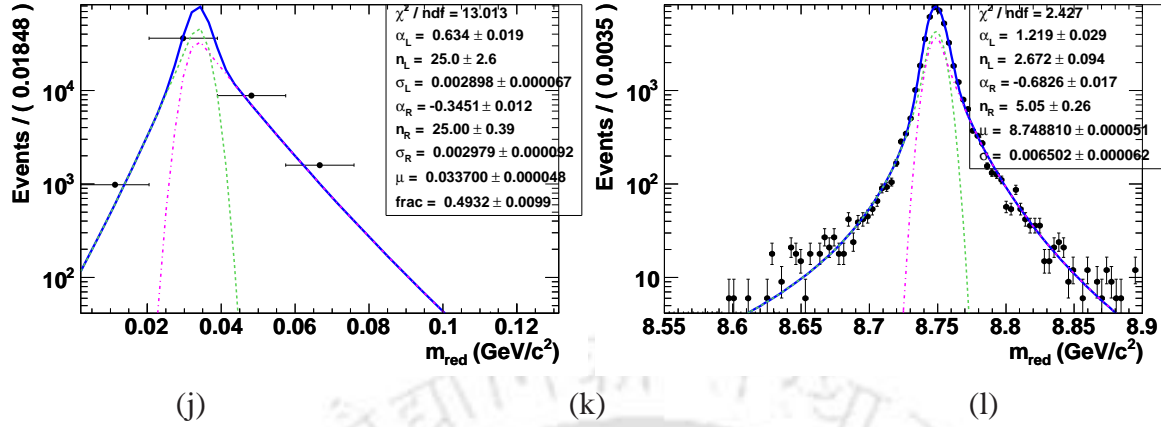 Events / ( 0.01848 )
10⁴
10³
10²
0.02 0.04 0.06 0.08 0.1 0.12
m_red (GeV/c²)
χ² / ndf = 13.013
α_L = 0.634 ± 0.019
n_L = 25.0 ± 2.6
σ_L = 0.002898 ± 0.000067
α_R = -0.3451 ± 0.012
n_R = 25.00 ± 0.39
σ_R = 0.002979 ± 0.000092
μ = 0.033700 ± 0.000048
frac = 0.4932 ± 0.0099
Events / ( 0.0035 )
10³
10²
10
8.55 8.6 8.65 8.7 8.75 8.8 8.85 8.9
m_red (GeV/c²)
χ² / ndf = 2.427
α_L = 1.219 ± 0.029
n_L = 2.672 ± 0.094
α_R = -0.6826 ± 0.017
n_R = 5.05 ± 0.26
μ = 8.748810 ± 0.000051
σ = 0.006502 ± 0.000062
(j) (k) (l)